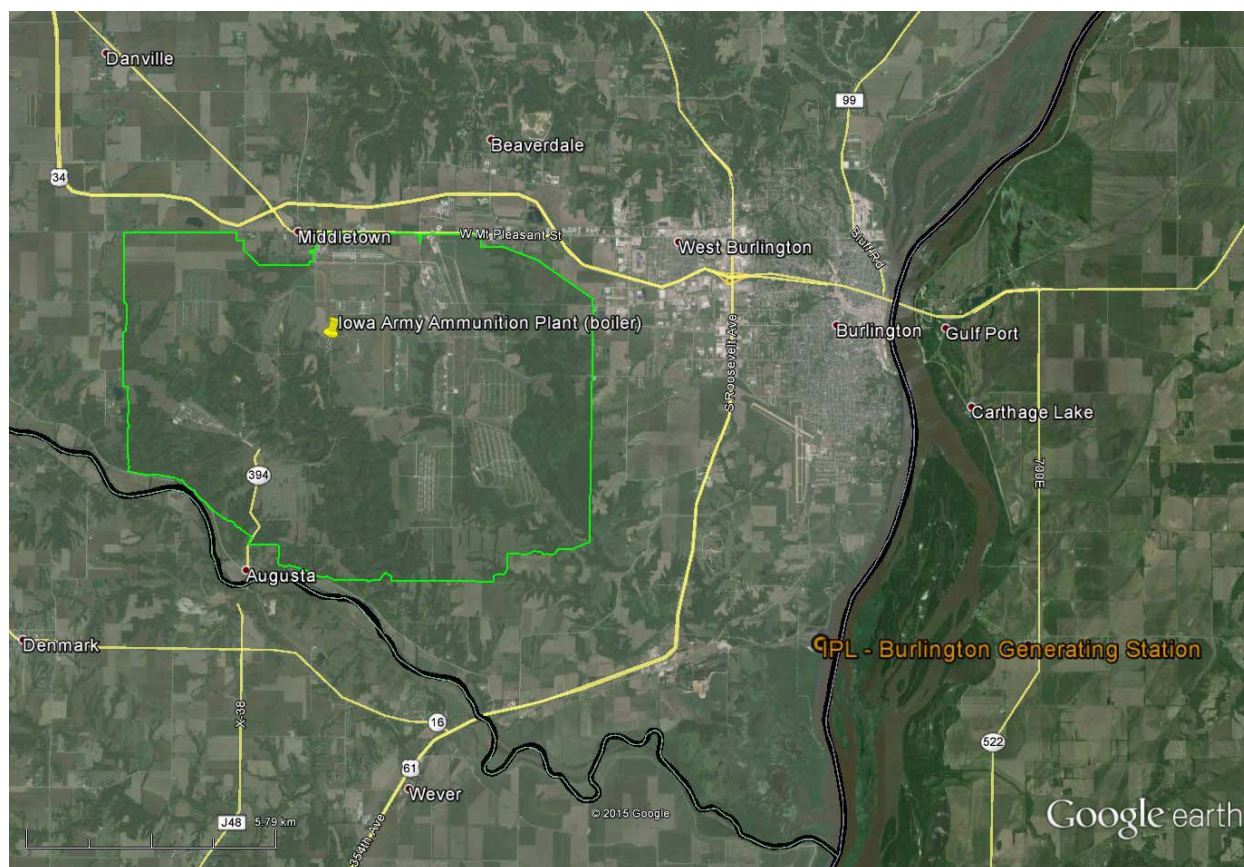 Danville
99
Beaverdale
34
Middletown
W Mt Pleasant St
West Burlington
Bluff Rd
Iowa Army Ammunition Plant (boiler)
Burlington
Gulf Port
S Roosevelt Ave
Carthage Lake
394
700E
Augusta
Denmark
IPL - Burlington Generating Station
X-38
16
522
61
Wever
J48
5.79 km
354th Ave
© 2015 Google
Google earth